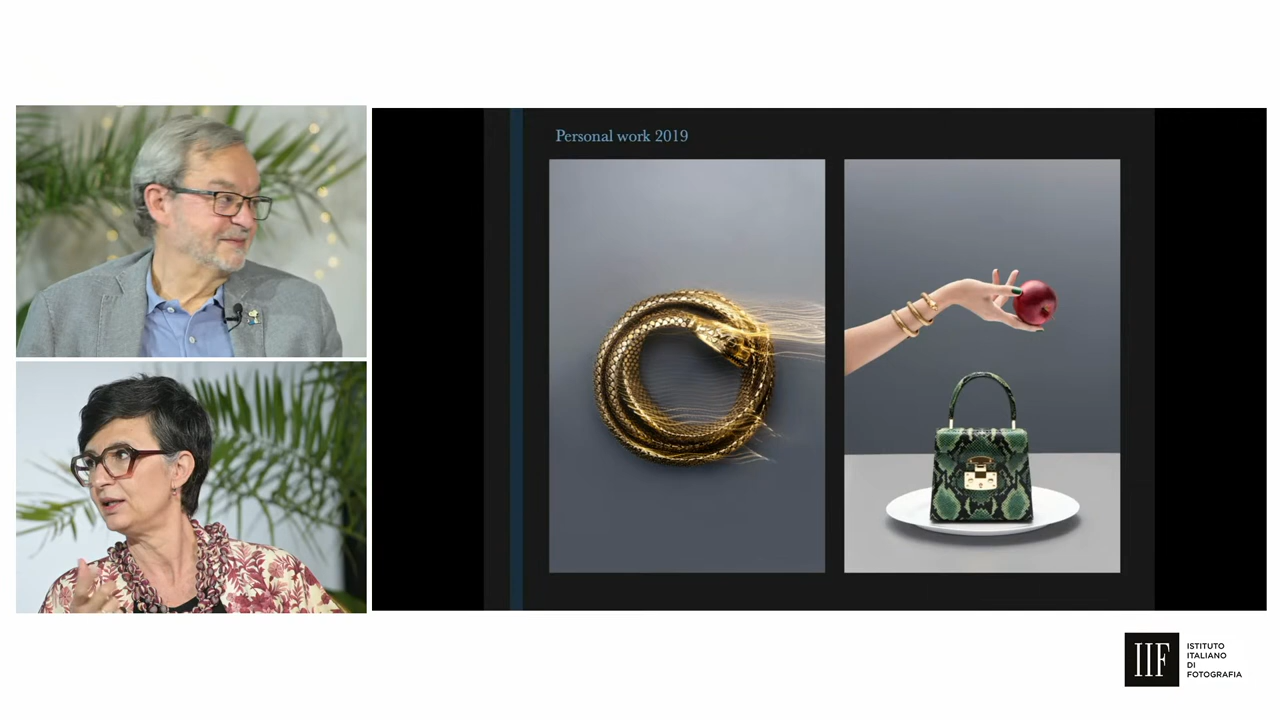 Personal work 2019
IIF
ISTITUTO
ITALIANO
DI
FOTOGRAFIA